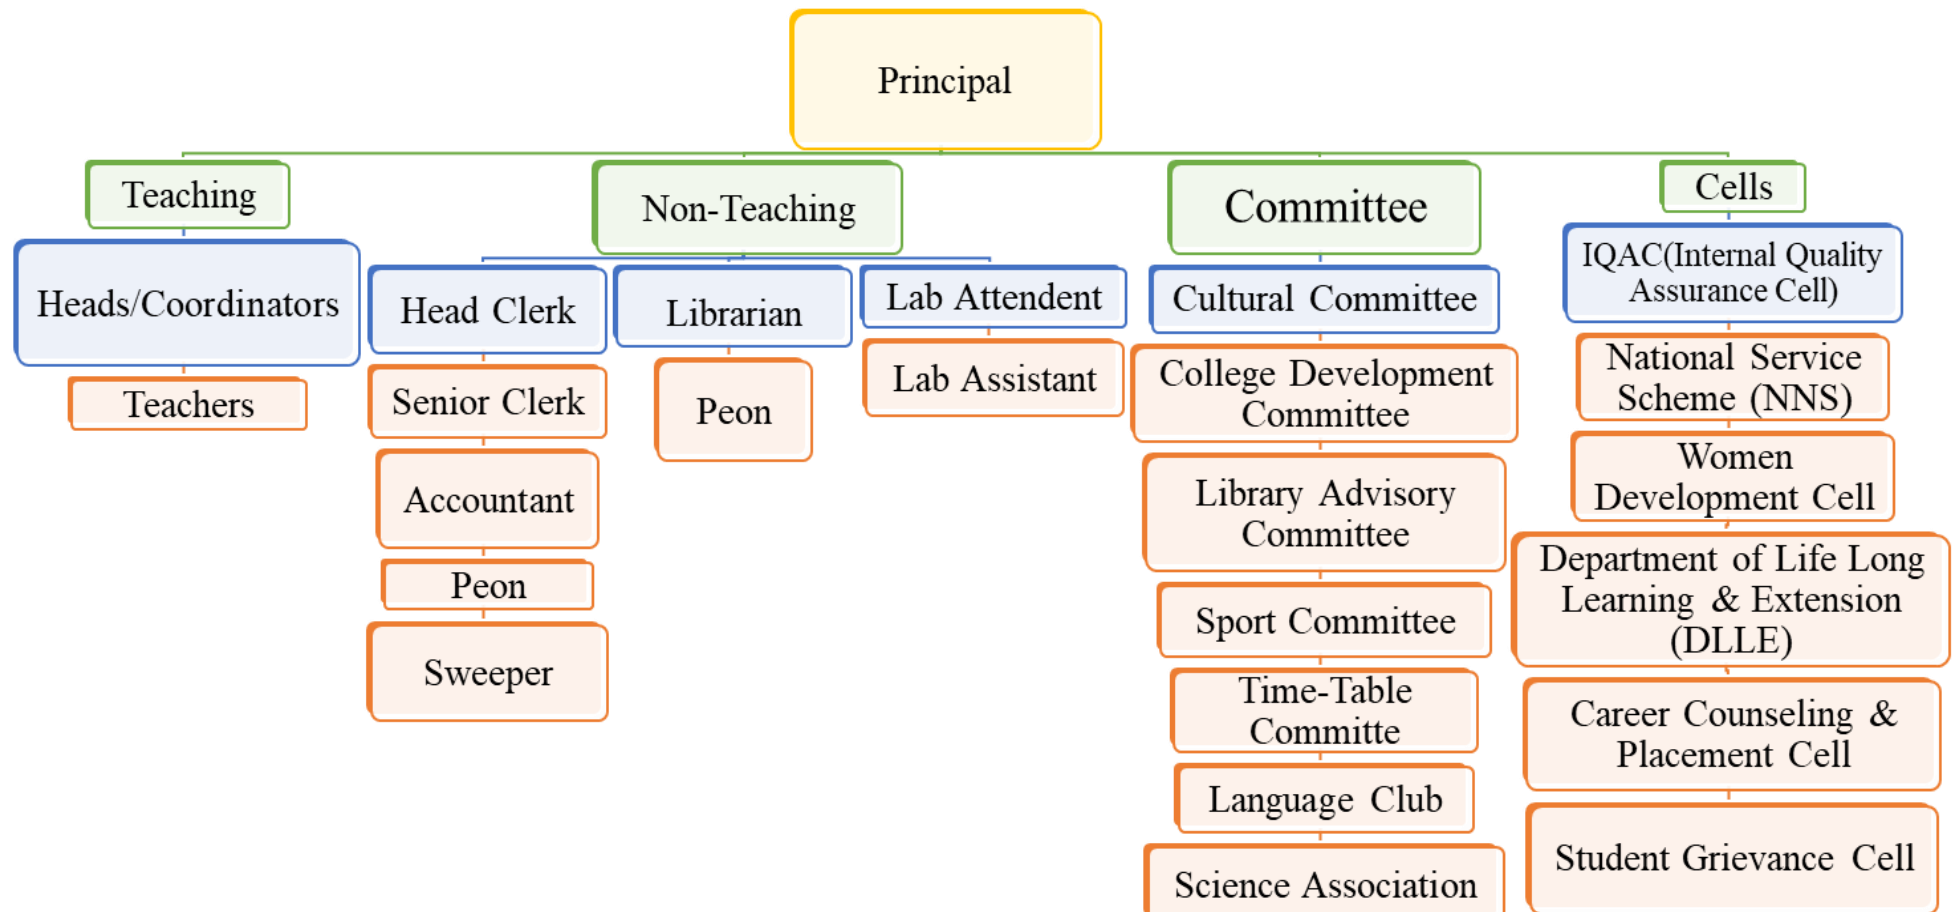 Principal
Teaching
Non-Teaching
Committee
Cells
Heads/Coordinators
Teachers
Head Clerk
Senior Clerk
Accountant
Peon
Sweeper
Librarian
Peon
Lab Attendent
Lab Assistant
Cultural Committee
College Development
Committee
Library Advisory
Committee
Sport Committee
Time-Table
Committe
Language Club
Science Association
IQAC(Internal Quality
Assurance Cell)
National Service
Scheme (NNS)
Women
Development Cell
Department of Life Long
Learning & Extension
(DLLE)
Career Counseling &
Placement Cell
Student Grievance Cell